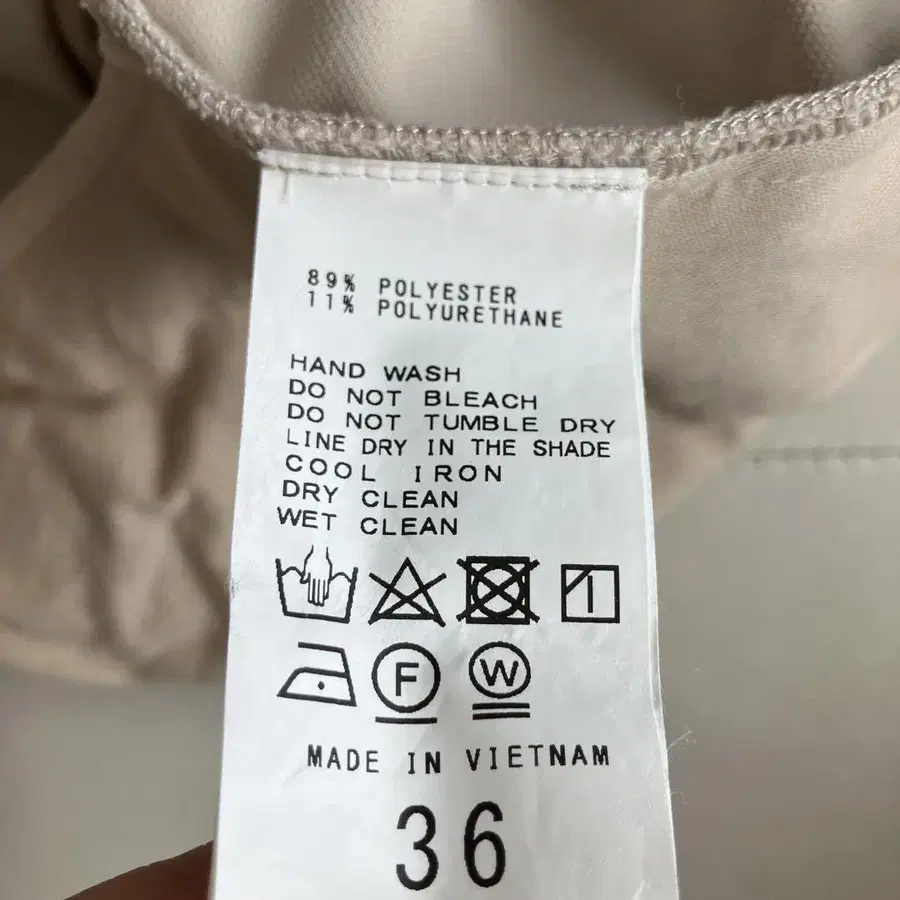 89% POLYESTER
11% POLYURETHANE
HAND WASH
DO NOT BLEACH
DO NOT TUMBLE DRY
LINE DRY IN THE SHADE
COOL IRON
DRY CLEAN
WET CLEAN
F W
MADE IN VIETNAM
36